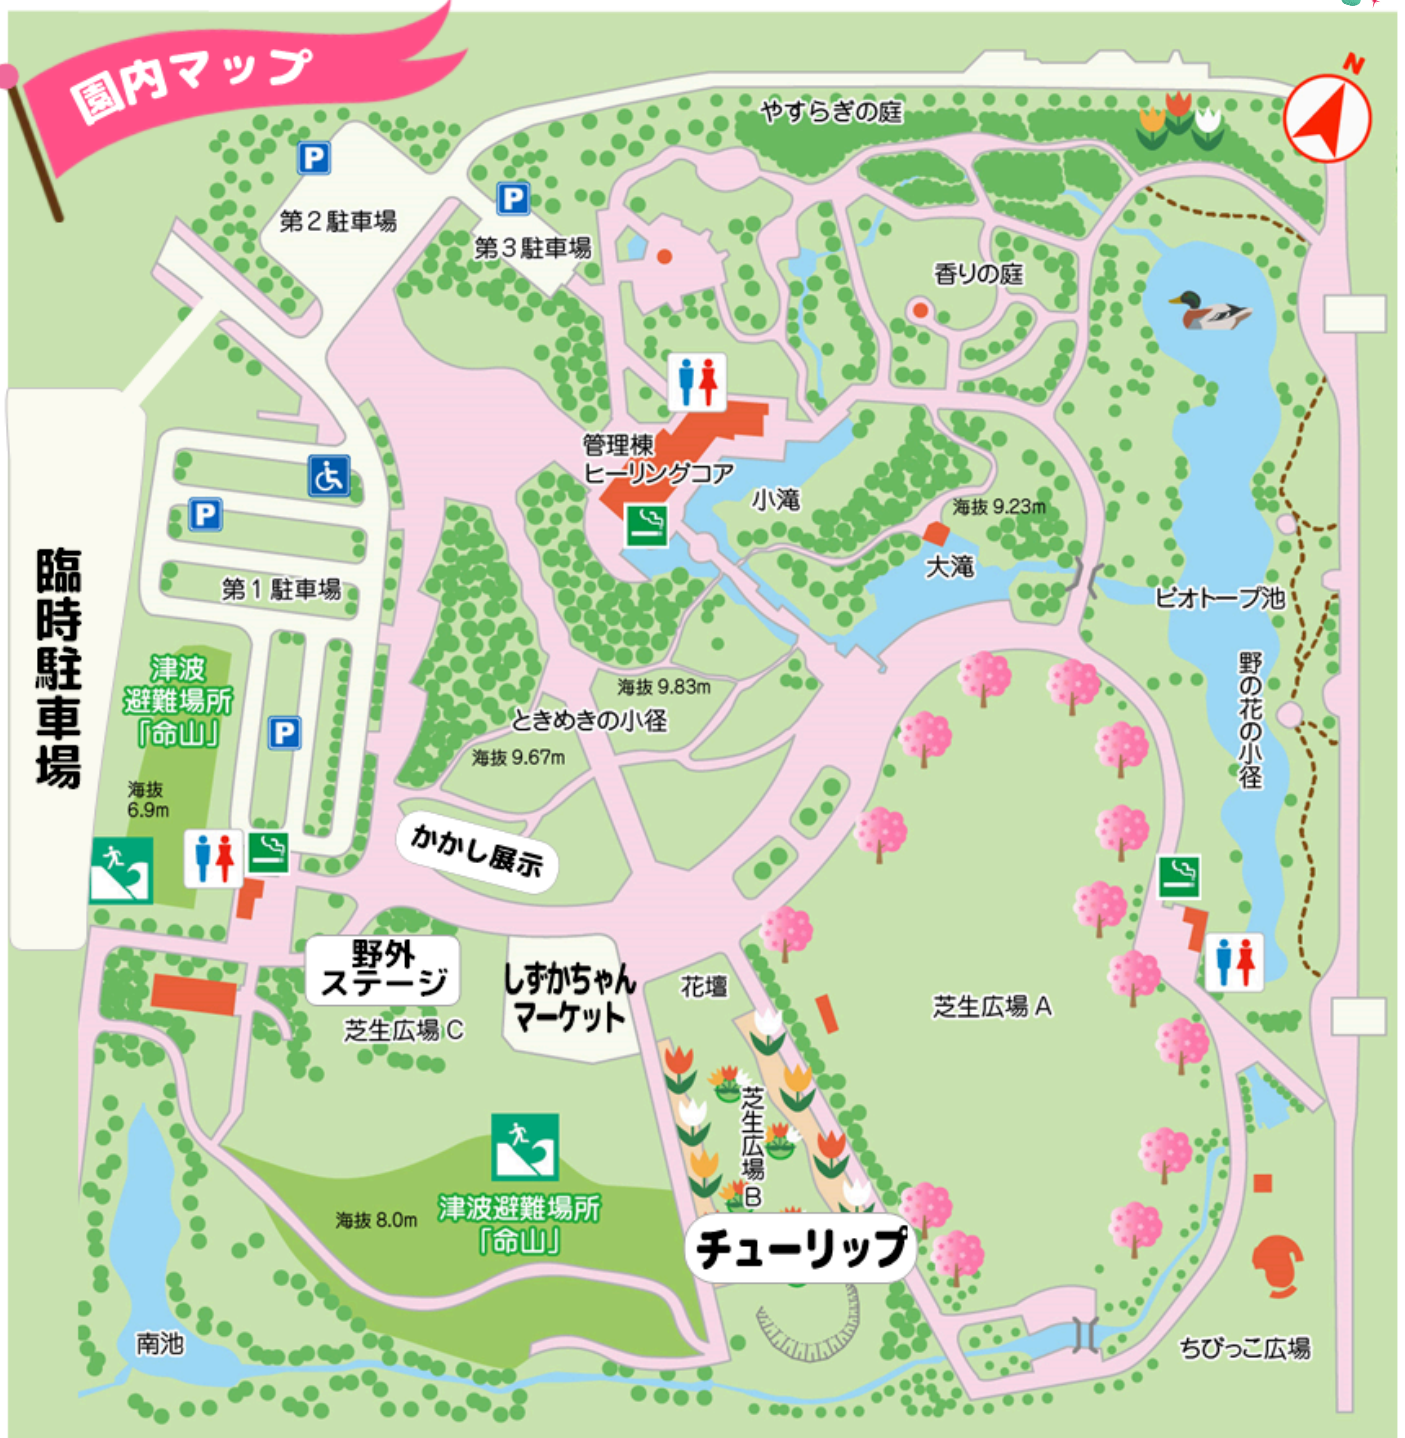 園内マップ
N
やすらぎの庭
P
第2駐車場
P
第3駐車場
香りの庭
管理棟
ヒーリングコア
小滝
海抜 9.23m
大滝
P
第1駐車場
ビオトープ池
臨時駐車場
津波
避難場所
「命山」
海抜
6.9m
P
海抜 9.83m
ときめきの小径
海抜 9.67m
野の花の小径
かかし展示
野外
ステージ
芝生広場 C
しずかちゃん
マーケット
花壇
芝生広場 A
芝生広場 B
津波避難場所
「命山」
海抜 8.0m
チューリップ
南池
ちびっこ広場